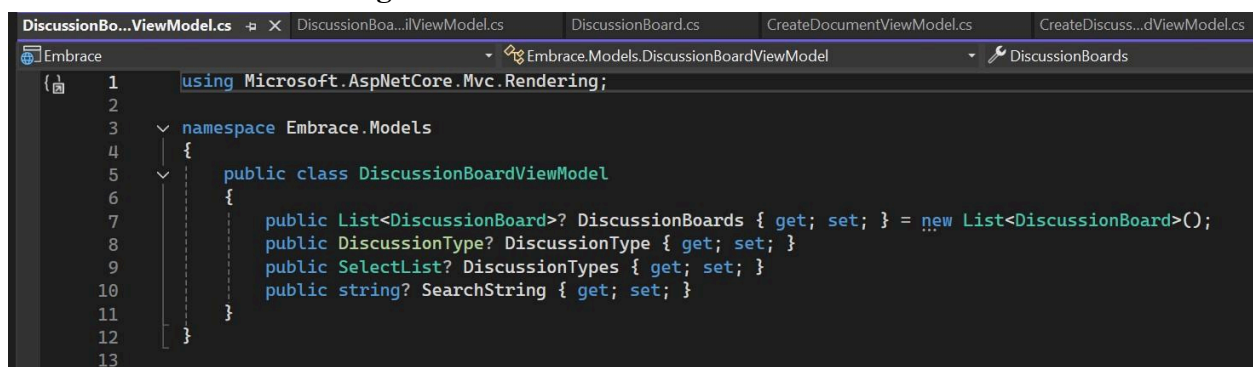 DiscussionBo...ViewModel.cs DiscussionBoa...ilViewModel.cs DiscussionBoard.cs CreateDocumentViewModel.cs CreateDiscuss...dViewModel.cs
Embrace Embrace.Models.DiscussionBoardViewModel DiscussionBoards
1 using Microsoft.AspNetCore.Mvc.Rendering;
2
3 namespace Embrace.Models
4 {
5 public class DiscussionBoardViewModel
6 {
7 public List<DiscussionBoard>? DiscussionBoards { get; set; } = new List<DiscussionBoard>();
8 public DiscussionType? DiscussionType { get; set; }
9 public SelectList? DiscussionTypes { get; set; }
10 public string? SearchString { get; set; }
11 }
12 }
13